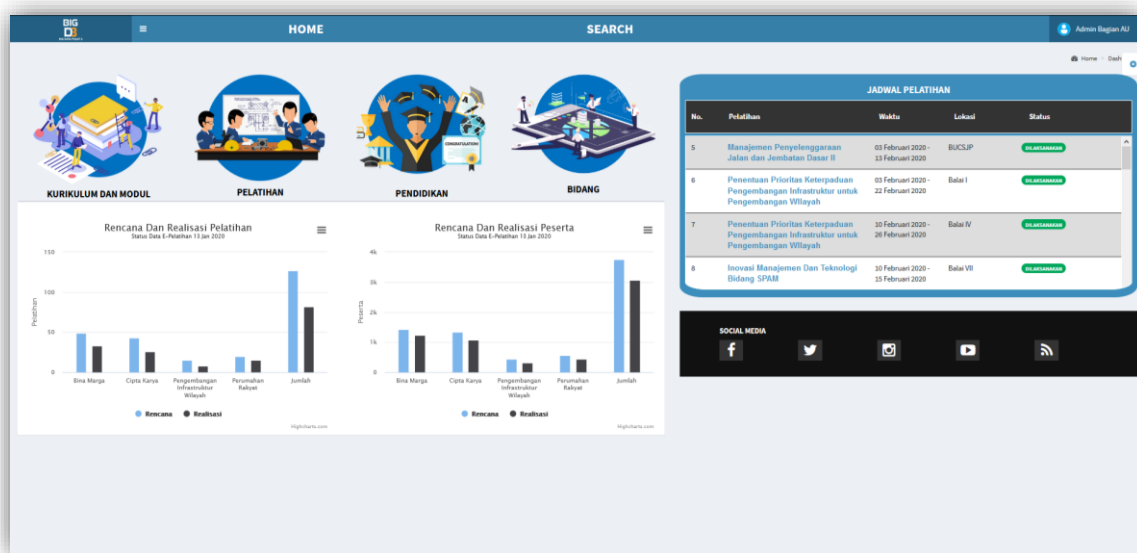 BIG
HOME
SEARCH
Admin Bagian AU
Home > Dash
KURIKULUM DAN MODUL
PELATIHAN
PENDIDIKAN
CONGRATULATION!
BIDANG
Rencana Dan Realisasi Pelatihan
Status Data E-Pelatihan 13 Jan 2020
Pelatihan
150
100
50
0
Bina Marga
Cipta Karya
Pengembangan
Infrastruktur
Wilayah
Perumahan
Rakyat
Jumlah
Rencana
Realisasi
Highcharts.com
Rencana Dan Realisasi Peserta
Status Data E-Pelatihan 13 Jan 2020
Peserta
4k
3k
2k
1k
0
Bina Marga
Cipta Karya
Pengembangan
Infrastruktur
Wilayah
Perumahan
Rakyat
Jumlah
Rencana
Realisasi
Highcharts.com
JADWAL PELATIHAN
No. Pelatihan Waktu Lokasi Status
5 Manajemen Penyelenggaraan 03 Februari 2020 - BUCSJP DILAKSANAKAN
Jalan dan Jembatan Dasar II 13 Februari 2020
6 Penentuan Prioritas Keterpaduan 03 Februari 2020 - Balai I DILAKSANAKAN
Pengembangan Infrastruktur untuk 22 Februari 2020
Pengembangan WIlayah
7 Penentuan Prioritas Keterpaduan 10 Februari 2020 - Balai IV DILAKSANAKAN
Pengembangan Infrastruktur untuk 26 Februari 2020
Pengembangan WIlayah
8 Inovasi Manajemen Dan Teknologi 10 Februari 2020 - Balai VII DILAKSANAKAN
Bidang SPAM 15 Februari 2020
SOCIAL MEDIA